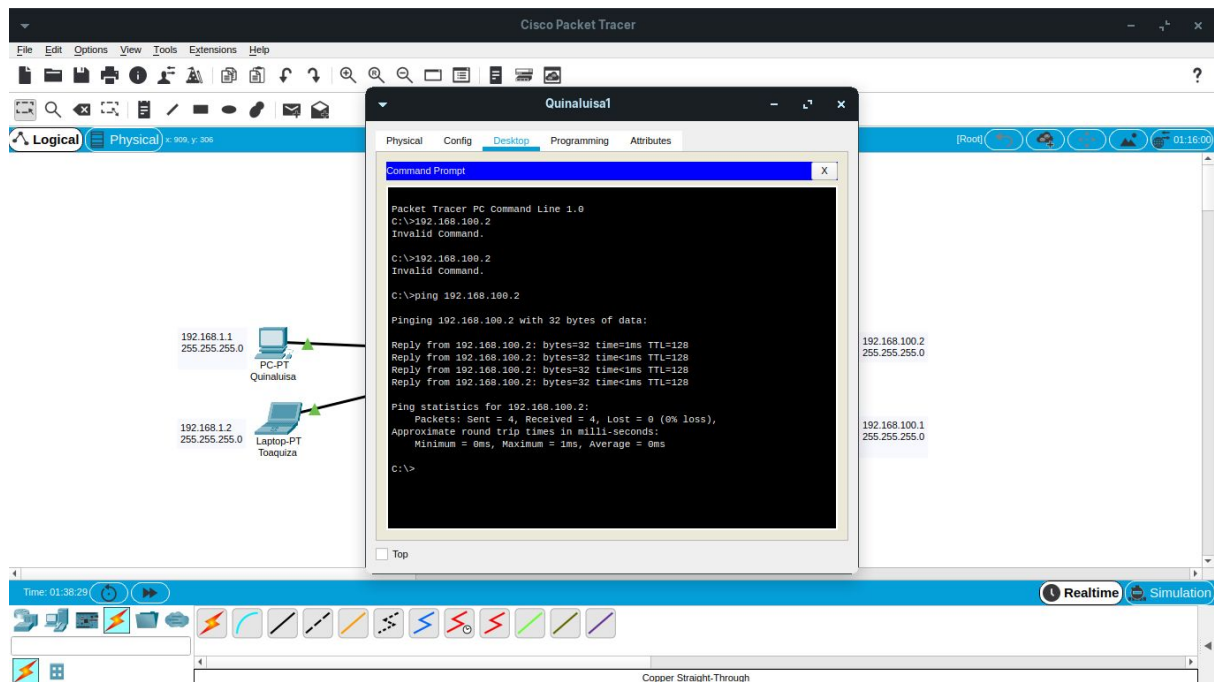 Cisco Packet Tracer
File Edit Options View Tools Extensions Help
?
Logical Physical x: 909, y: 306
[Root] 01:16:00
Quinaluisa1
Physical Config Desktop Programming Attributes
Command Prompt X
Packet Tracer PC Command Line 1.0
C:\>192.168.100.2
Invalid Command.
C:\>192.168.100.2
Invalid Command.
C:\>ping 192.168.100.2
Pinging 192.168.100.2 with 32 bytes of data:
Reply from 192.168.100.2: bytes=32 time=1ms TTL=128
Reply from 192.168.100.2: bytes=32 time<1ms TTL=128
Reply from 192.168.100.2: bytes=32 time<1ms TTL=128
Reply from 192.168.100.2: bytes=32 time<1ms TTL=128
Ping statistics for 192.168.100.2:
Packets: Sent = 4, Received = 4, Lost = 0 (0% loss),
Approximate round trip times in milli-seconds:
Minimum = 0ms, Maximum = 1ms, Average = 0ms
C:\>
Top
192.168.1.1
255.255.255.0
PC-PT
Quinaluisa
192.168.1.2
255.255.255.0
Laptop-PT
Toaquiza
192.168.100.2
255.255.255.0
192.168.100.1
255.255.255.0
Time: 01:38:29
Realtime Simulation
Copper Straight-Through